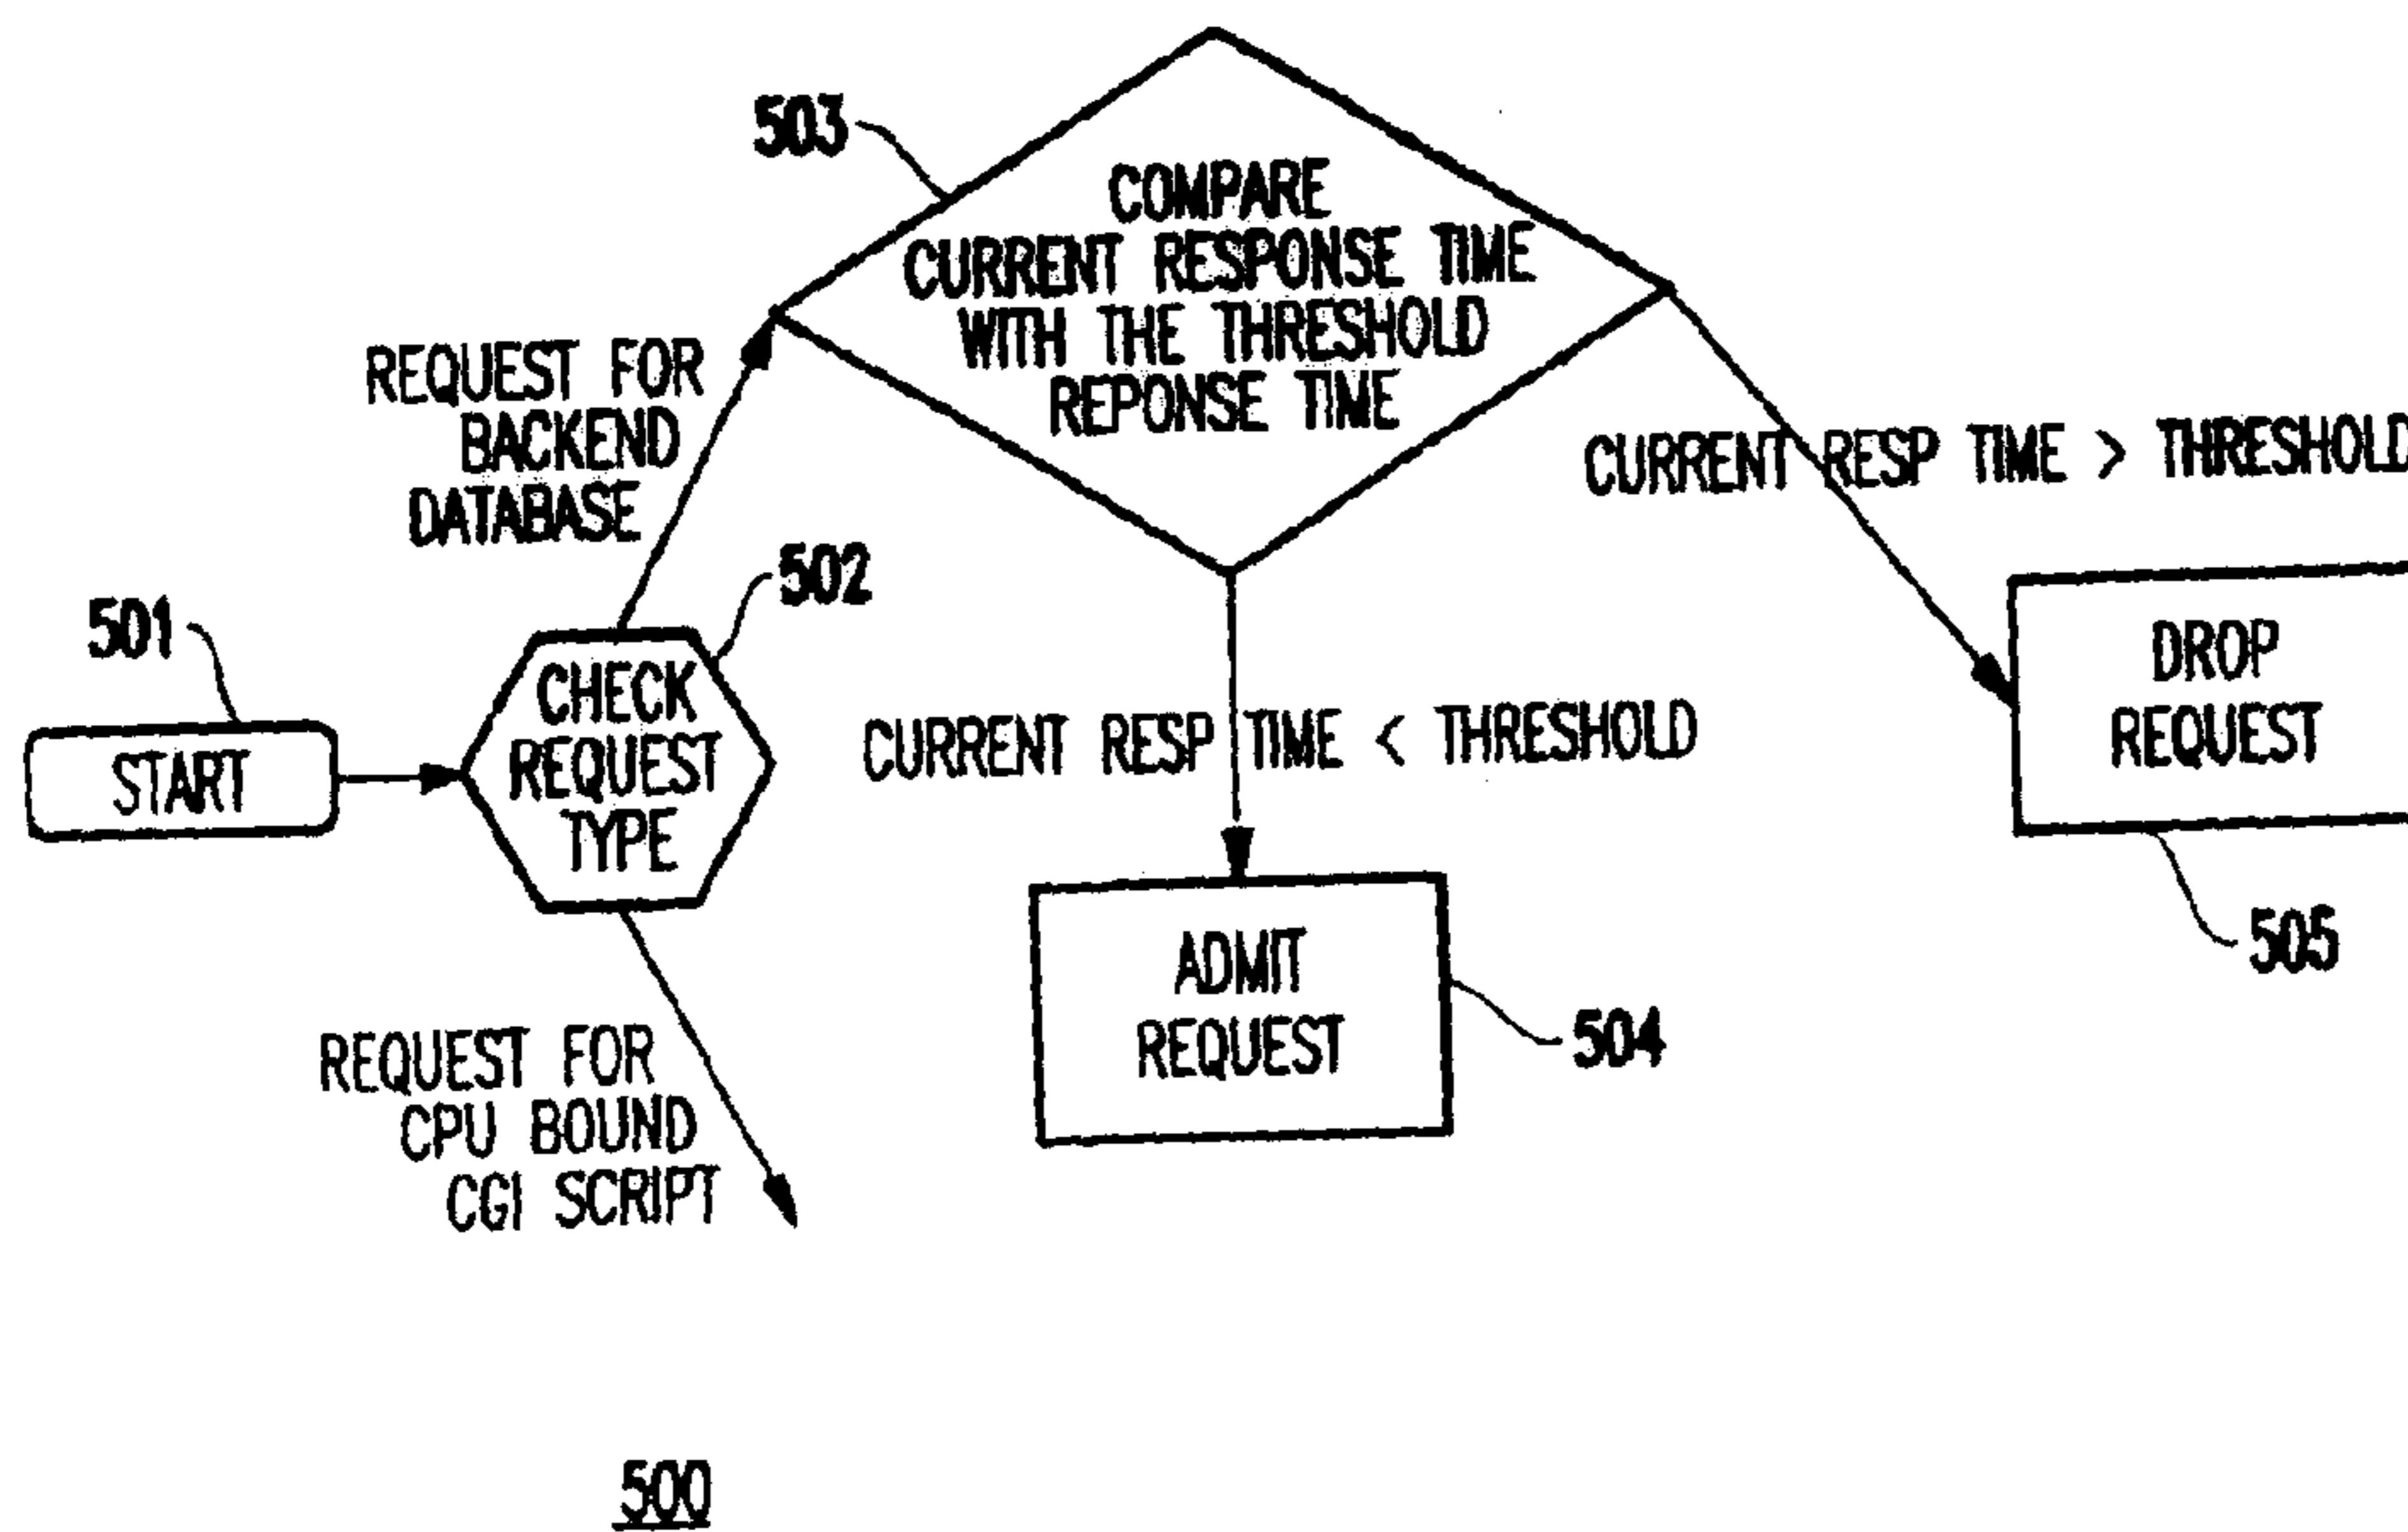 503
COMPARE
CURRENT RESPONSE TIME
WITH THE THRESHOLD
REPONSE TIME
REQUEST FOR
BACKEND
DATABASE
CURRENT RESP TIME > THRESHOLD
502
501
START
CHECK
REQUEST
TYPE
CURRENT RESP TIME < THRESHOLD
DROP
REQUEST
505
ADMIT
REQUEST
504
REQUEST FOR
CPU BOUND
CGI SCRIPT
500